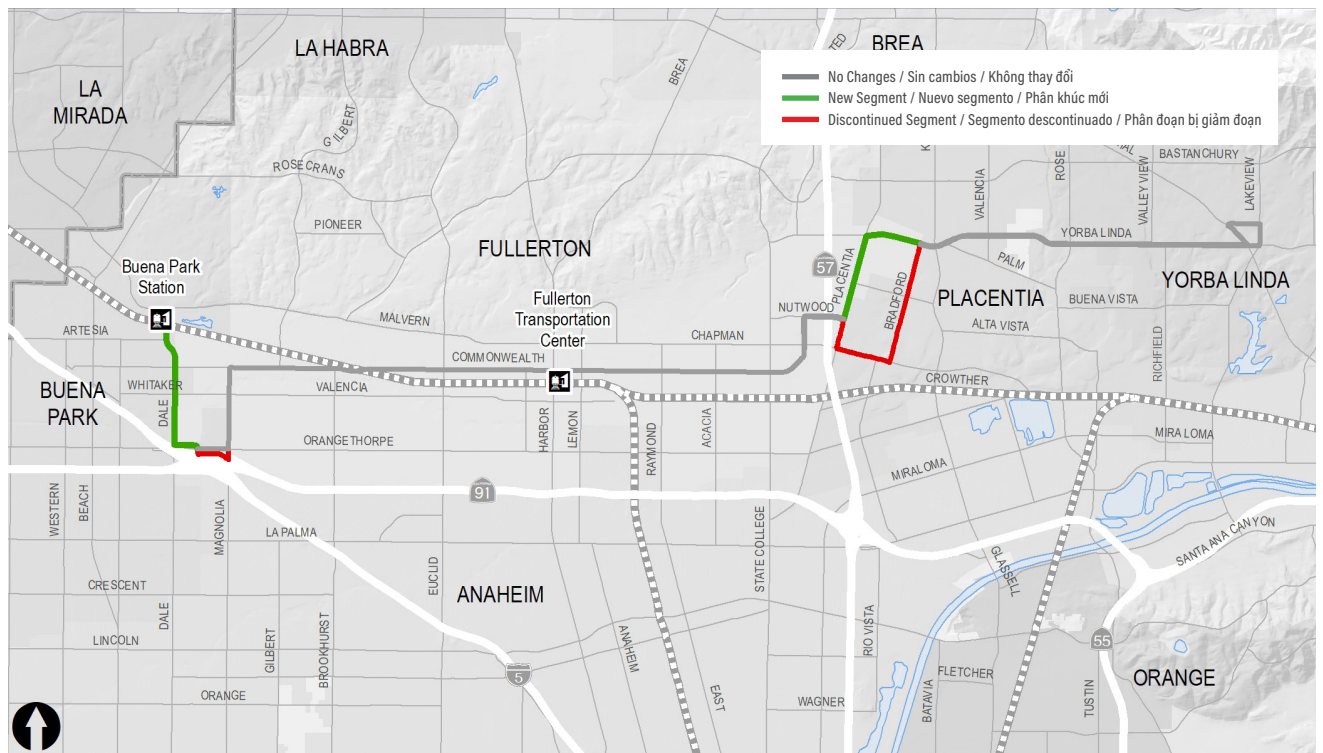 LA HABRA
BREA
LA
MIRADA
GILBERT
BREA
No Changes / Sin cambios / Không thay đổi
New Segment / Nuevo segmento / Phân khúc mới
Discontinued Segment / Segmento descontinuado / Phân đoạn bị giảm đoạn
ROSECRANS
VALENCIA
ROSE
BASTANCHURY
VALLEY VIEW
LAKEVIEW
PIONEER
FULLERTON
YORBA LINDA
Buena Park
Station
57
PLACENTIA
BRADFORD
PALM
PLACENTIA
YORBA LINDA
Fullerton
Transportation
Center
NUTWOOD
BUENA VISTA
ARTESIA
MALVERN
CHAPMAN
ALTA VISTA
RICHFIELD
COMMONWEALTH
BUENA
PARK
WHITAKER
DALE
VALENCIA
CROWTHER
ORANGETHORPE
HARBOR
LEMON
RAYMOND
ACACIA
MIRA LOMA
MIRALOMA
91
WESTERN
BEACH
MAGNOLIA
LA PALMA
STATE COLLEGE
SANTA ANA CANYON
GLASSELL
CRESCENT
EUCLID
ANAHEIM
DALE
LINCOLN
GILBERT
BROOKHURST
ANAHEIM
RIO VISTA
55
5
EAST
FLETCHER
ORANGE
ORANGE
WAGNER
BATAVIA
TUSTIN